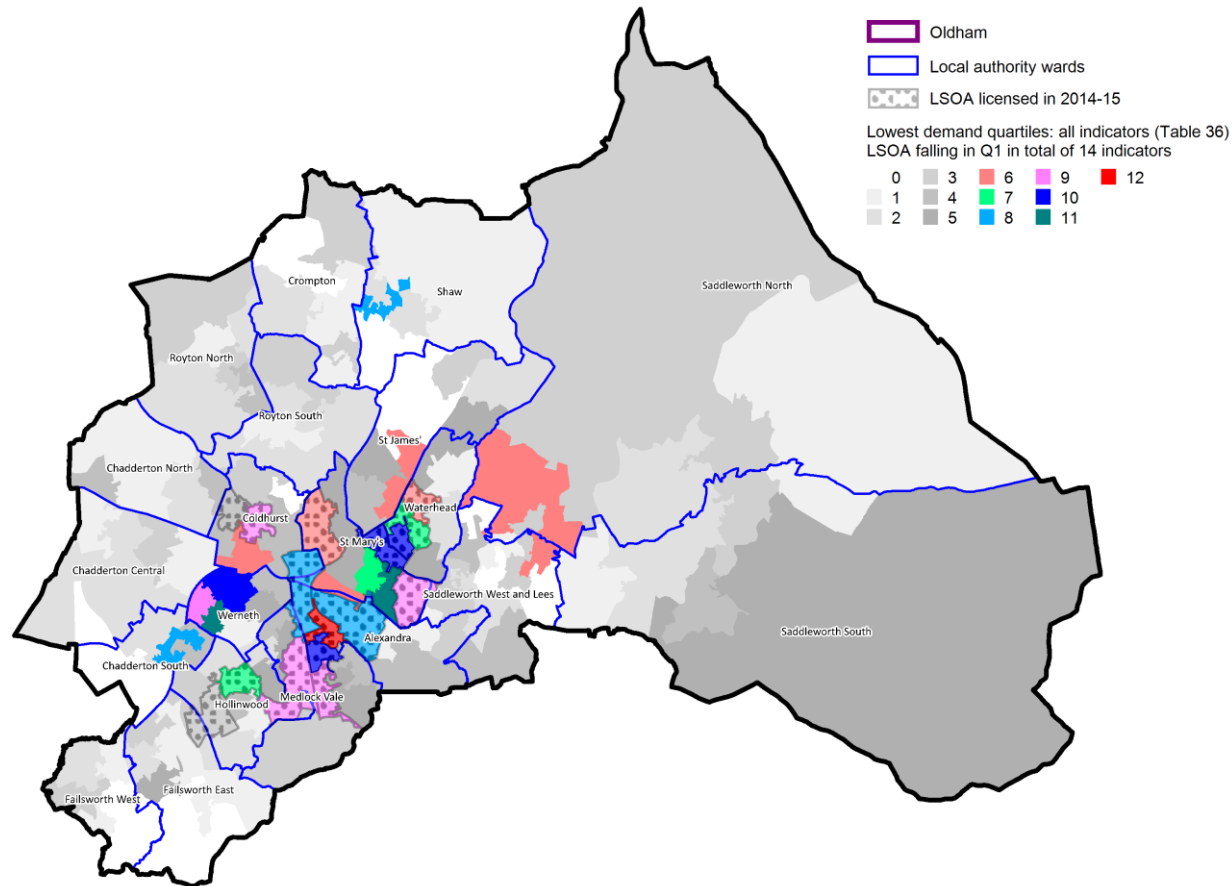 Oldham
Local authority wards
LSOA licensed in 2014-15
Lowest demand quartiles: all indicators (Table 36)
LSOA falling in Q1 in total of 14 indicators
0 3 6 9 12
1 4 7 10
2 5 8 11
Crompton
Shaw
Saddleworth North
Royton North
Royton South
St James'
Chadderton North
Coldhurst
Waterhead
St Mary's
Chadderton Central
Saddleworth West and Lees
Werneth
Alexandra
Saddleworth South
Chadderton South
Medlock Vale
Hollinwood
Failsworth East
Failsworth West